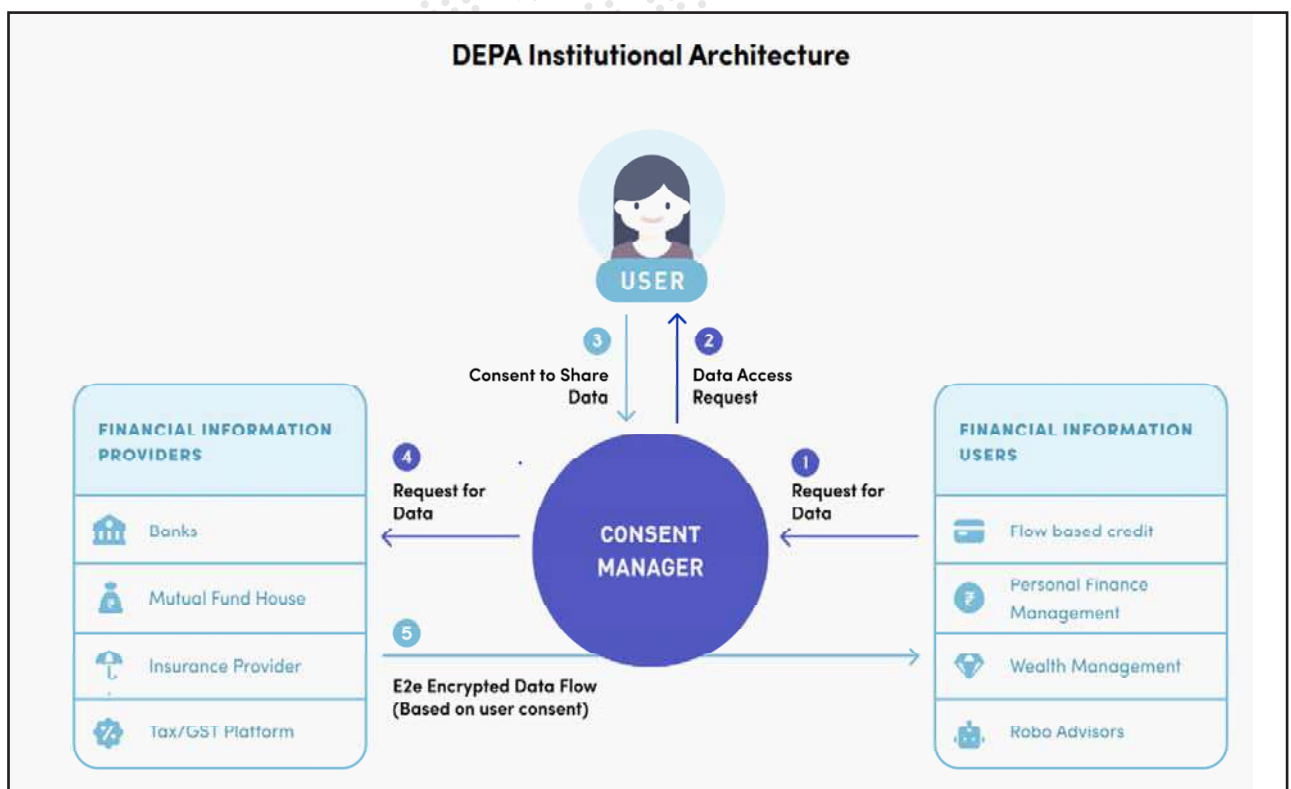 DEPA Institutional Architecture
USER
3
Consent to Share
Data
2
Data Access
Request
FINANCIAL INFORMATION
PROVIDERS
Banks
Mutual Fund House
Insurance Provider
Tax/GST Platform
4
Request for
Data
CONSENT
MANAGER
1
Request for
Data
5
E2e Encrypted Data Flow
(Based on user consent)
FINANCIAL INFORMATION
USERS
Flow based credit
₹
Personal Finance
Management
Wealth Management
Robo Advisors